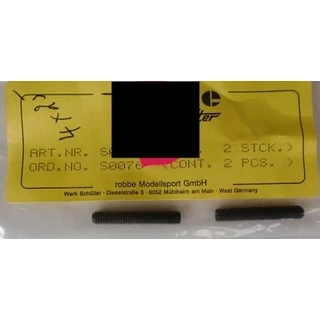 ART.NR. S0 2 STCK.)
ORD.NO. S0076 (CONT. 2 PCS.)
robbe Modellsport GmbH
Werk Schlüter · Dieselstraße 5 · 6052 Mühlheim am Main · West Germany